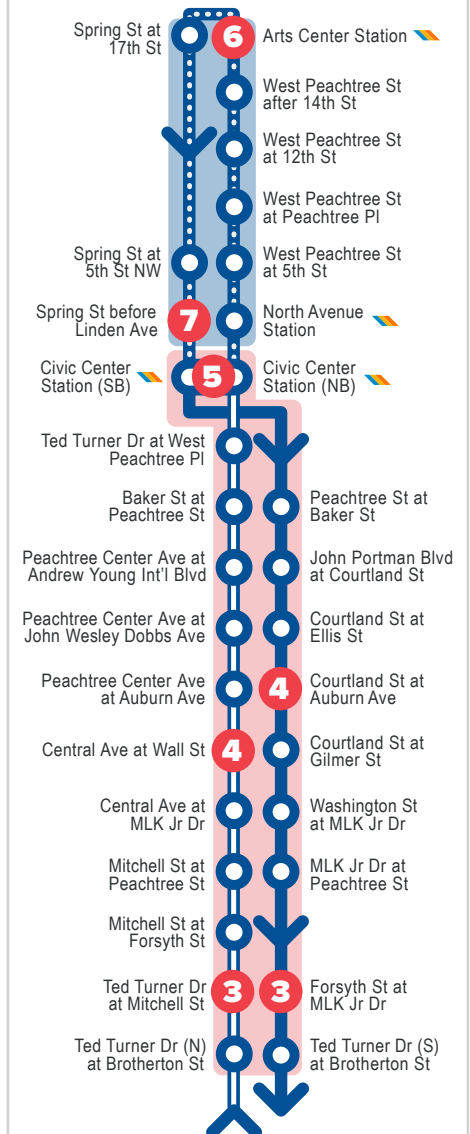 Spring St at
17th St
6
Arts Center Station
West Peachtree St
after 14th St
West Peachtree St
at 12th St
West Peachtree St
at Peachtree Pl
Spring St at
5th St NW
West Peachtree St
at 5th St
Spring St before
Linden Ave
7
North Avenue
Station
Civic Center
Station (SB)
5
Civic Center
Station (NB)
Ted Turner Dr at West
Peachtree Pl
Baker St at
Peachtree St
Peachtree St at
Baker St
Peachtree Center Ave at
Andrew Young Int'l Blvd
John Portman Blvd
at Courtland St
Peachtree Center Ave at
John Wesley Dobbs Ave
Courtland St at
Ellis St
Peachtree Center Ave
at Auburn Ave
4
Courtland St at
Auburn Ave
Central Ave at Wall St
4
Courtland St at
Gilmer St
Central Ave at
MLK Jr Dr
Washington St
at MLK Jr Dr
Mitchell St at
Peachtree St
MLK Jr Dr at
Peachtree St
Mitchell St at
Forsyth St
Ted Turner Dr
at Mitchell St
3
3
Forsyth St at
MLK Jr Dr
Ted Turner Dr (N)
at Brotherton St
Ted Turner Dr (S)
at Brotherton St